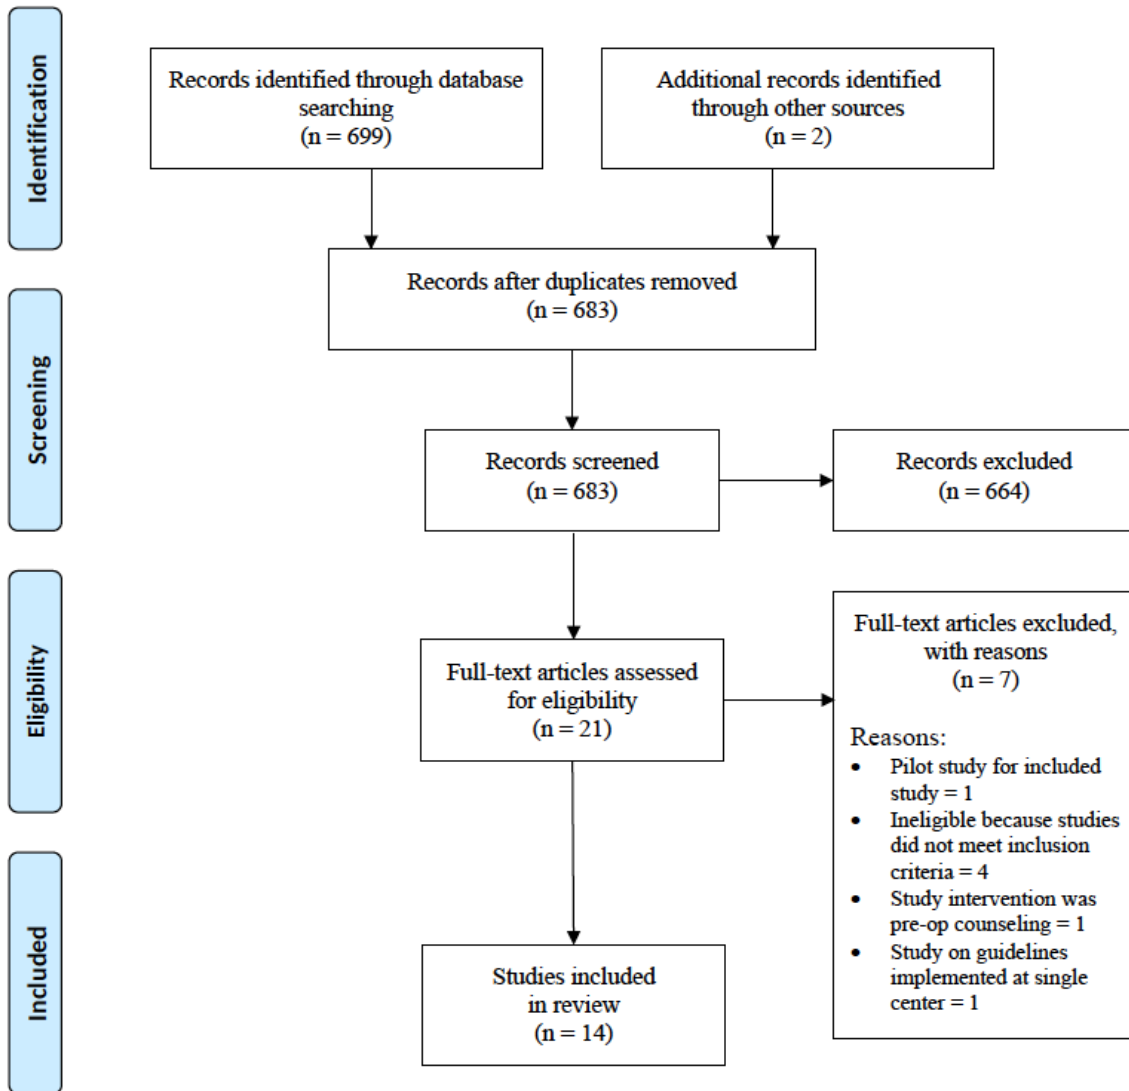 Identification
Records identified through database
searching
(n = 699)
Additional records identified
through other sources
(n = 2)
Records after duplicates removed
(n = 683)
Screening
Records screened
(n = 683)
Records excluded
(n = 664)
Eligibility
Full-text articles assessed
for eligibility
(n = 21)
Full-text articles excluded,
with reasons
(n = 7)
Reasons:
• Pilot study for included
study = 1
• Ineligible because studies
did not meet inclusion
criteria = 4
• Study intervention was
pre-op counseling = 1
• Study on guidelines
implemented at single
center = 1
Included
Studies included
in review
(n = 14)